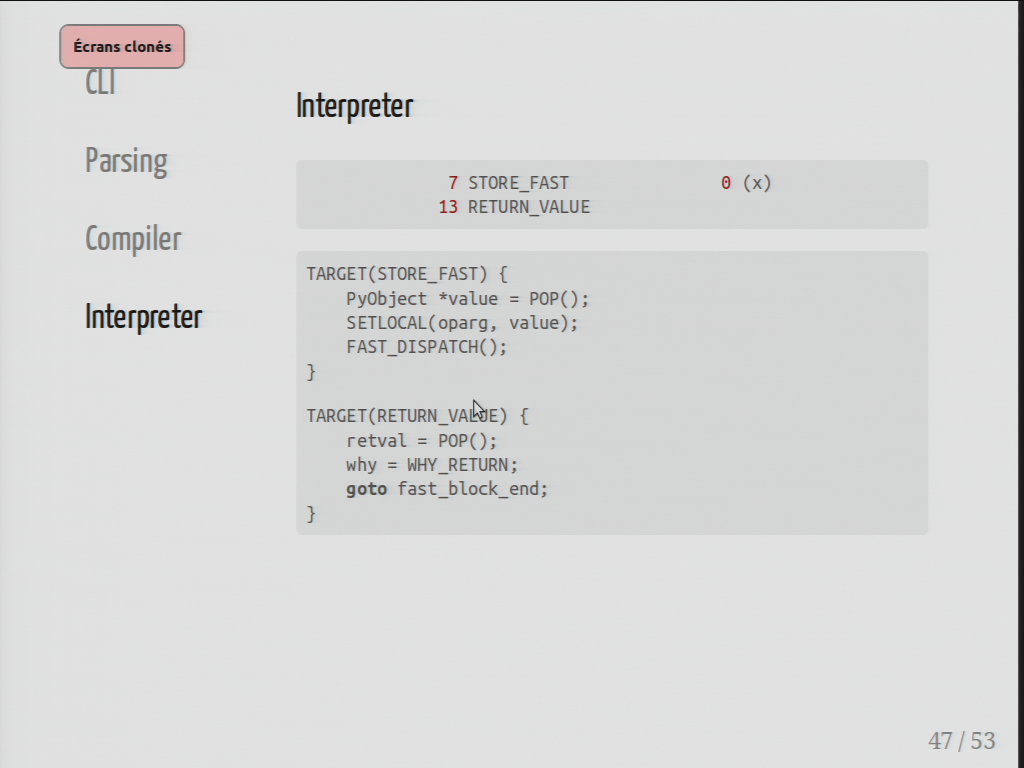 Écrans clonés
CLI
Parsing
Compiler
Interpreter
Interpreter
7 STORE_FAST 0 (x)
13 RETURN_VALUE
TARGET(STORE_FAST) {
PyObject *value = POP();
SETLOCAL(oparg, value);
FAST_DISPATCH();
}
TARGET(RETURN_VALUE) {
retval = POP();
why = WHY_RETURN;
goto fast_block_end;
}
47 / 53